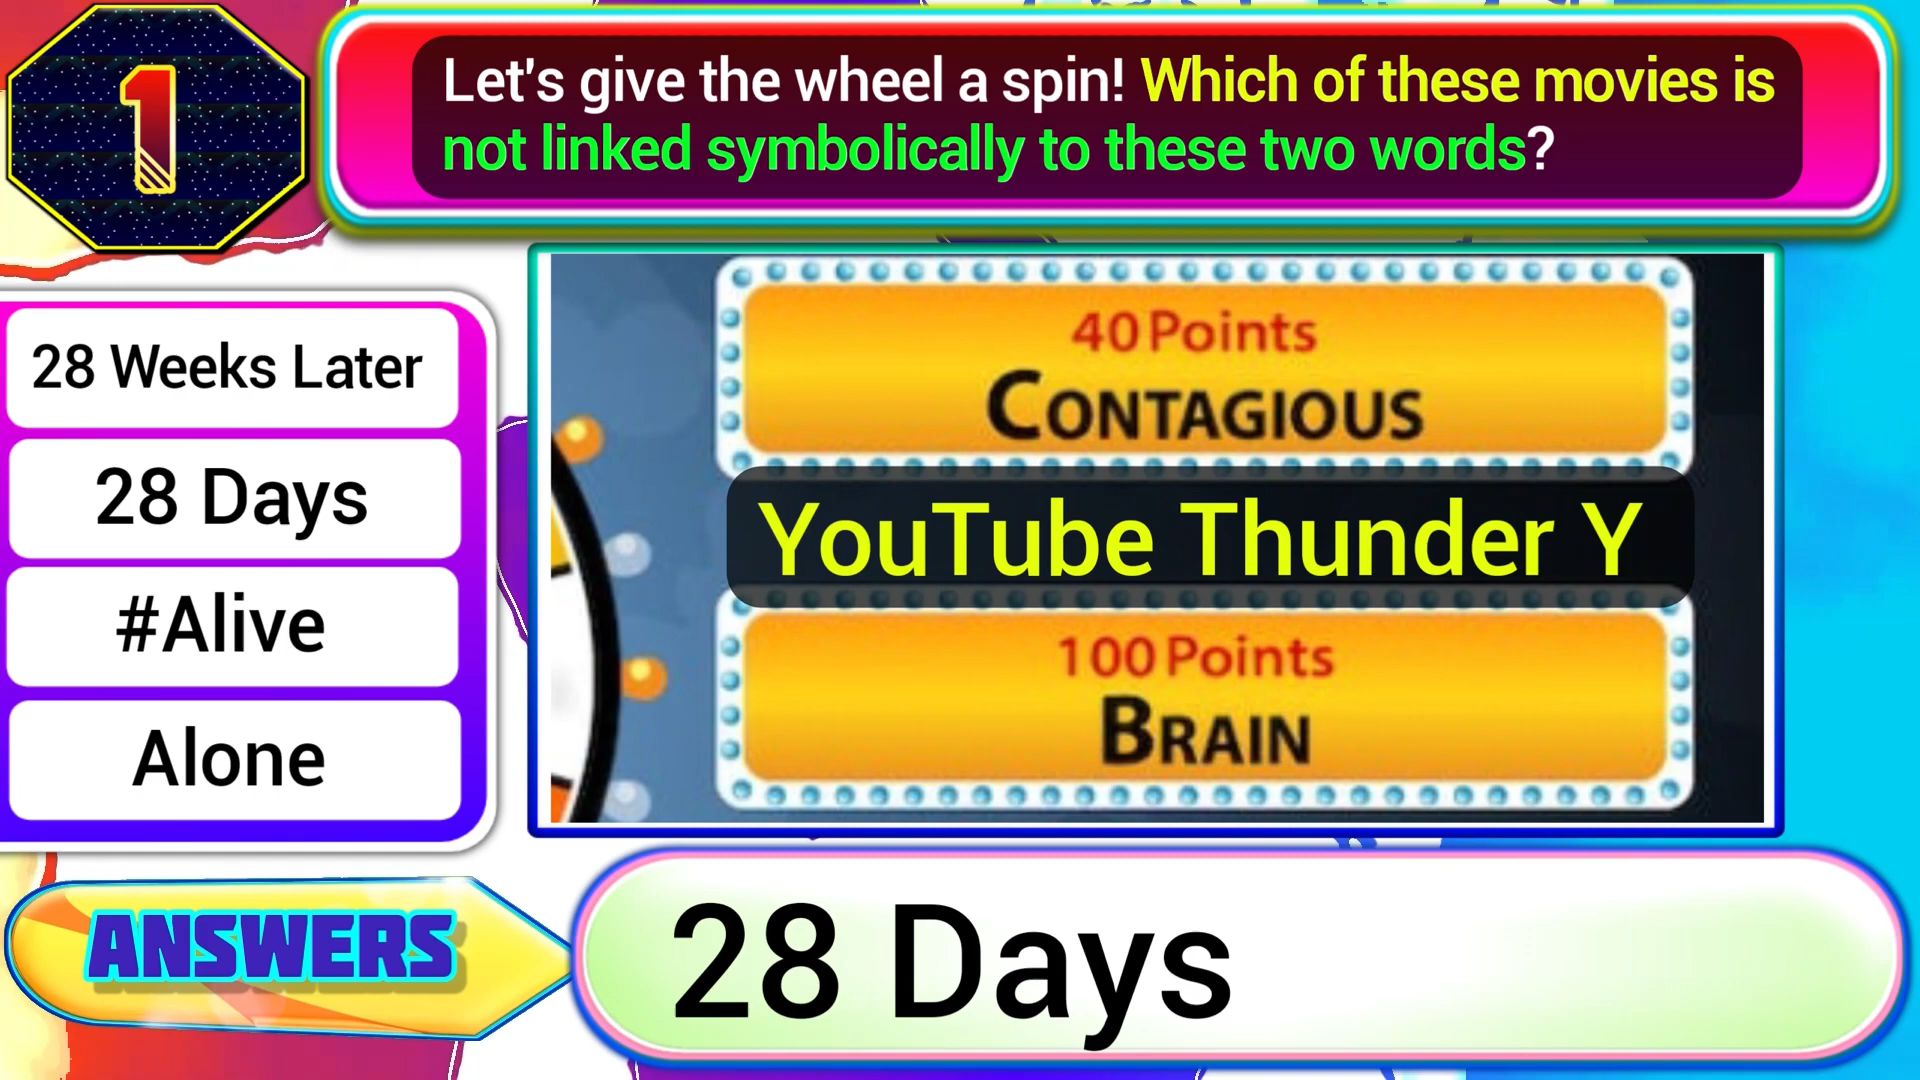 1
Let's give the wheel a spin! Which of these movies is
not linked symbolically to these two words?
28 Weeks Later
28 Days
#Alive
Alone
40 Points
CONTAGIOUS
YouTube Thunder Y
100 Points
BRAIN
ANSWERS
28 Days